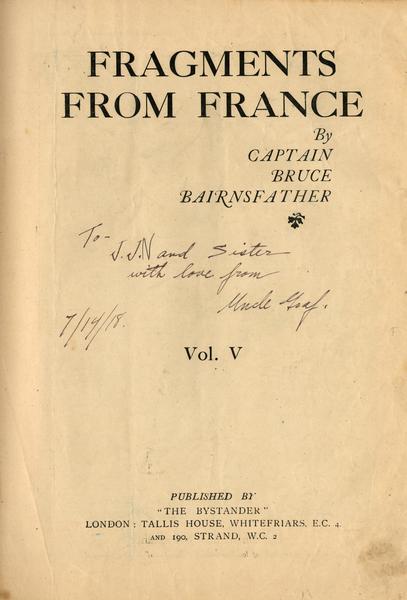 FRAGMENTS
FROM FRANCE
By
CAPTAIN
BRUCE
BAIRNSFATHER
To-
J.J.N and Sister
with love from
Uncle Graf.
7/14/18.
Vol. V
PUBLISHED BY
"THE BYSTANDER"
LONDON: TALLIS HOUSE, WHITEFRIARS, E.C. 4.
AND 190, STRAND, W.C. 2